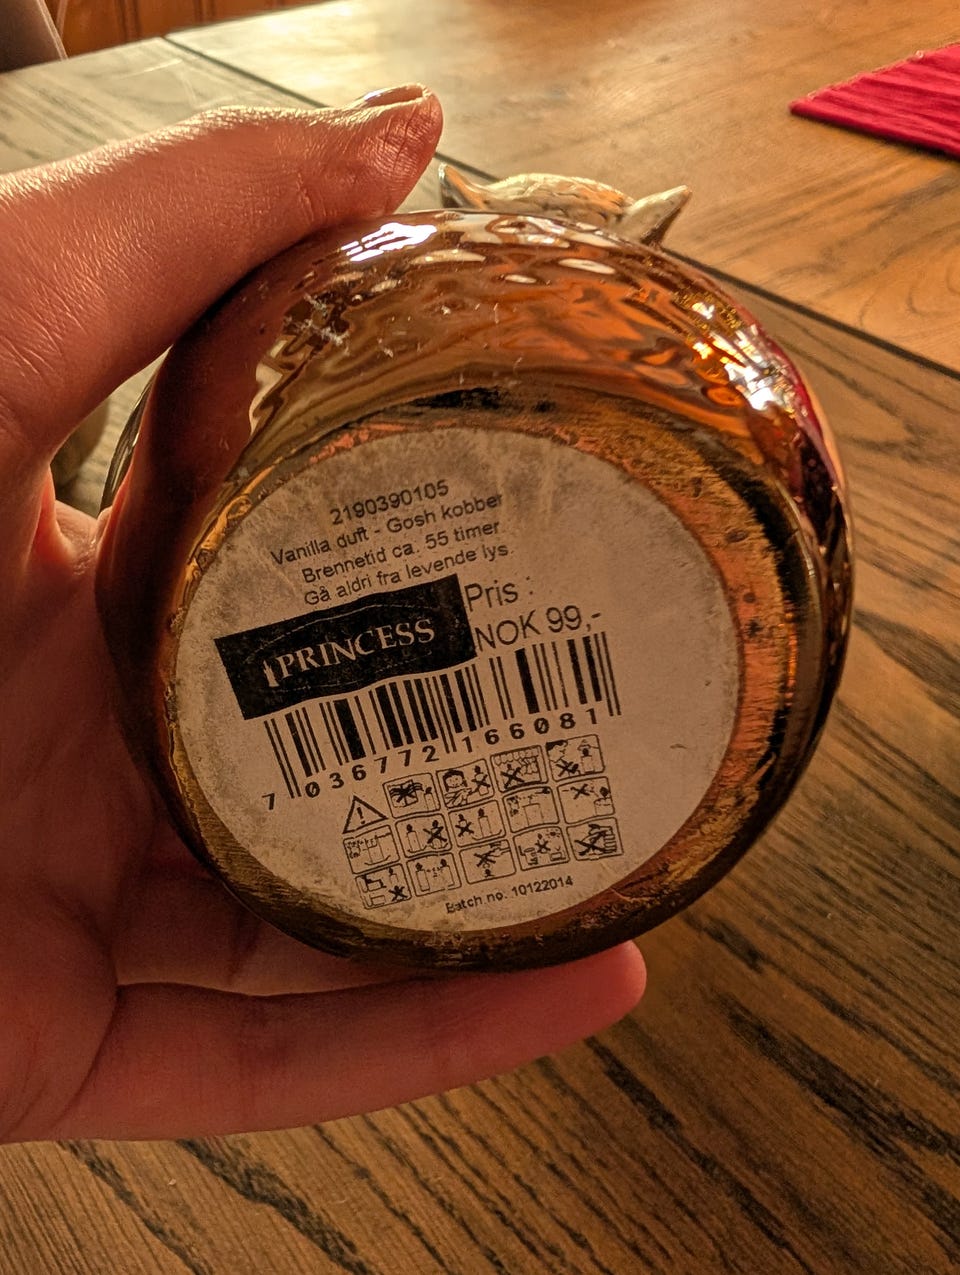 2190390105
Vanilla duft - Gosh kobber
Brennetid ca. 55 timer
Gå aldri fra levende lys.
PRINCESS
Pris :
NOK 99,-
7 036772 166081
Batch no. 10122014